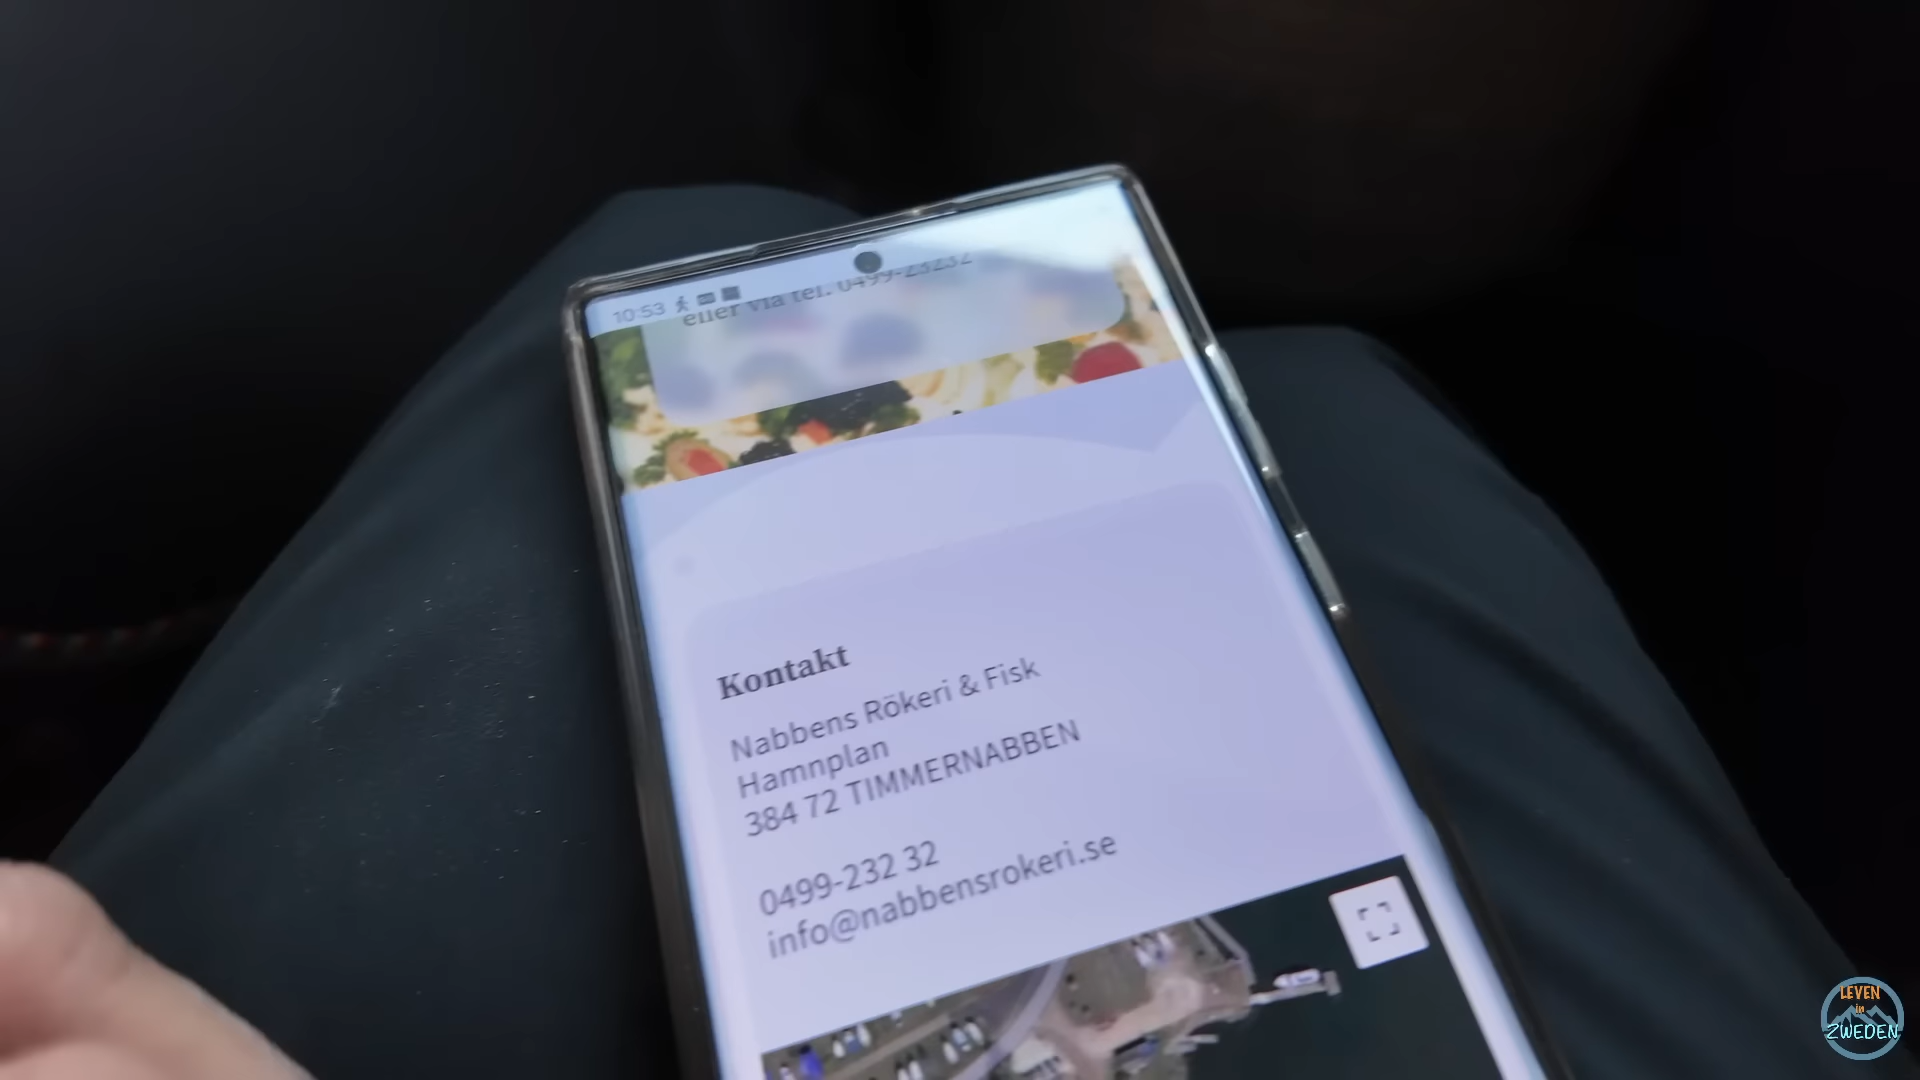 10:53
eller via tel. 0499-23232
Kontakt
Nabbens Rökeri & Fisk
Hamnplan
384 72 TIMMERNABBEN
0499-232 32
info@nabbensrokeri.se
LEVEN
in
ZWEDEN